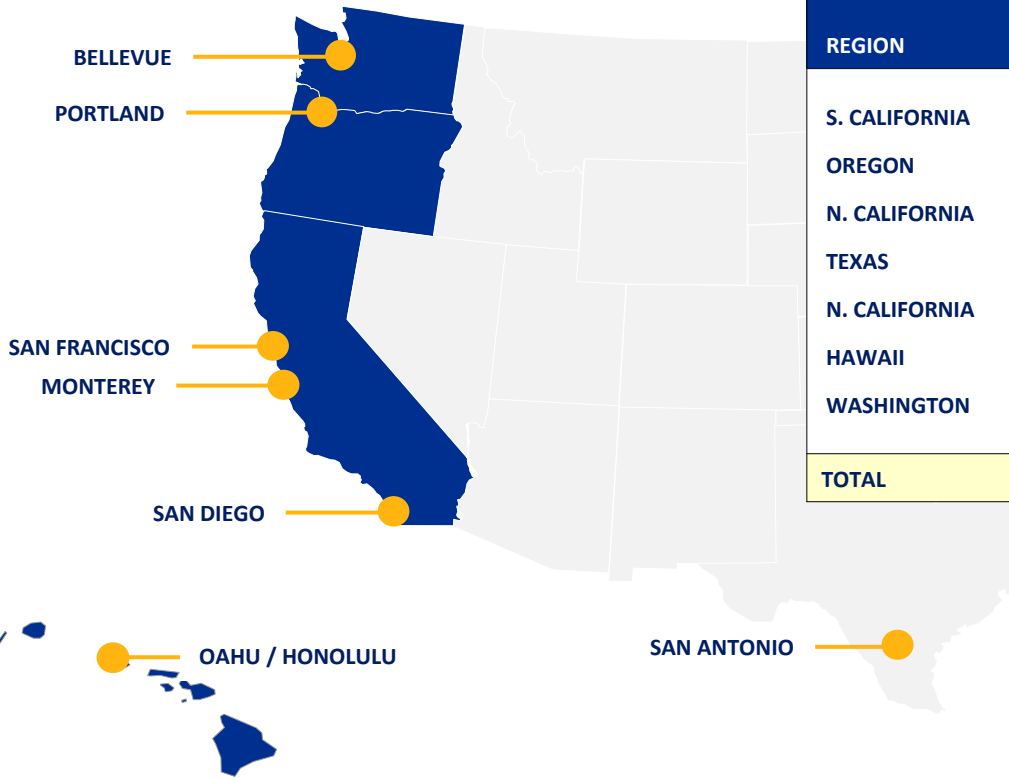 BELLEVUE
PORTLAND
SAN FRANCISCO
MONTEREY
SAN DIEGO
OAHU / HONOLULU
SAN ANTONIO
REGION
S. CALIFORNIA
OREGON
N. CALIFORNIA
TEXAS
N. CALIFORNIA
HAWAII
WASHINGTON
TOTAL